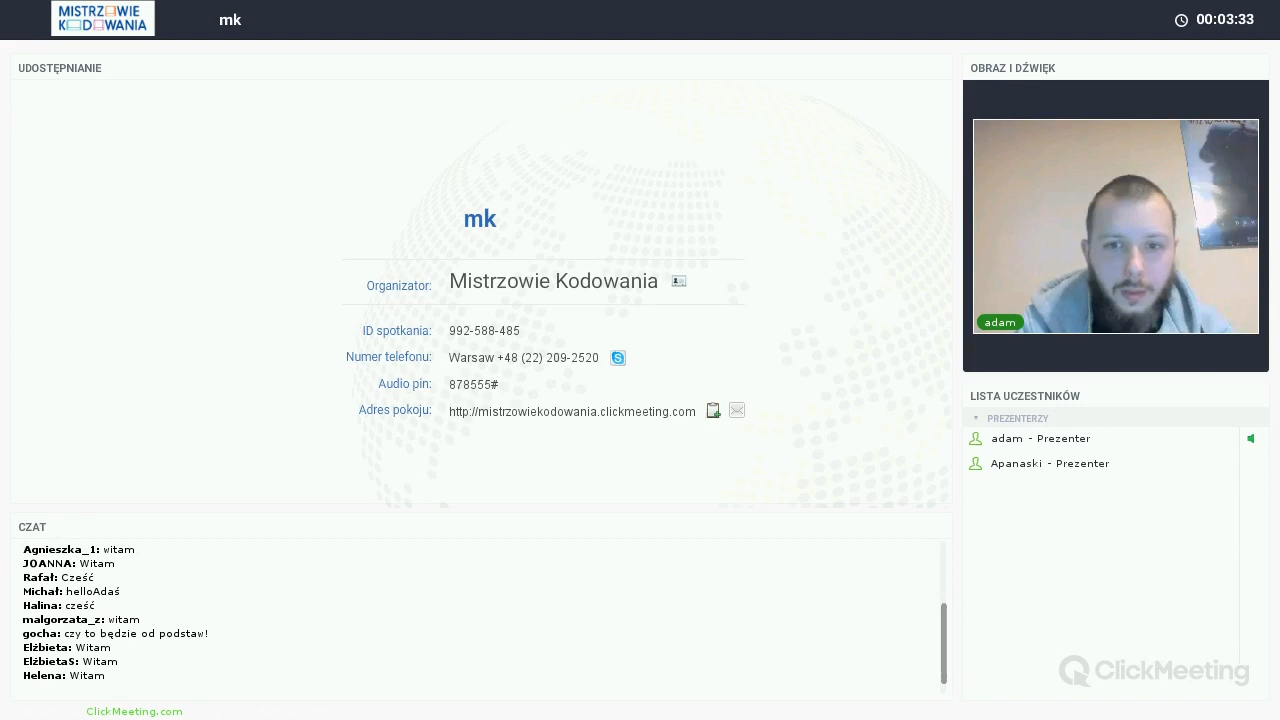 MISTRZOWIE
KODOWANIA
mk
00:03:33
UDOSTĘPNIANIE
mk
Organizator: Mistrzowie Kodowania
ID spotkania: 992-588-485
Numer telefonu: Warsaw +48 (22) 209-2520
Audio pin: 878555#
Adres pokoju: http://mistrzowiekodowania.clickmeeting.com
CZAT
Agnieszka_1: witam
JOANNA: Witam
Rafał: Cześć
Michał: helloAdaś
Halina: cześć
malgorzata_z: witam
gocha: czy to będzie od podstaw!
Elżbieta: Witam
ElżbietaS: Witam
Helena: Witam
ClickMeeting.com
OBRAZ I DŹWIĘK
adam
LISTA UCZESTNIKÓW
PREZENTERZY
adam - Prezenter
Apanaski - Prezenter
ClickMeeting